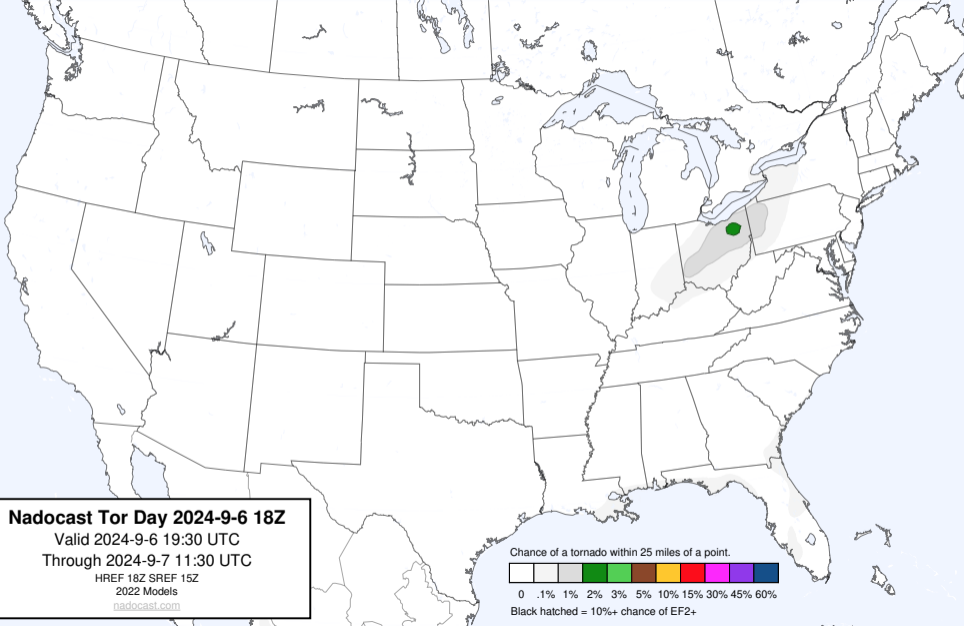 Nadocast Tor Day 2024-9-6 18Z
Valid 2024-9-6 19:30 UTC
Through 2024-9-7 11:30 UTC
HREF 18Z SREF 15Z
2022 Models
nadocast.com
Chance of a tornado within 25 miles of a point.
0 .1% 1% 2% 3% 5% 10% 15% 30% 45% 60%
Black hatched = 10%+ chance of EF2+